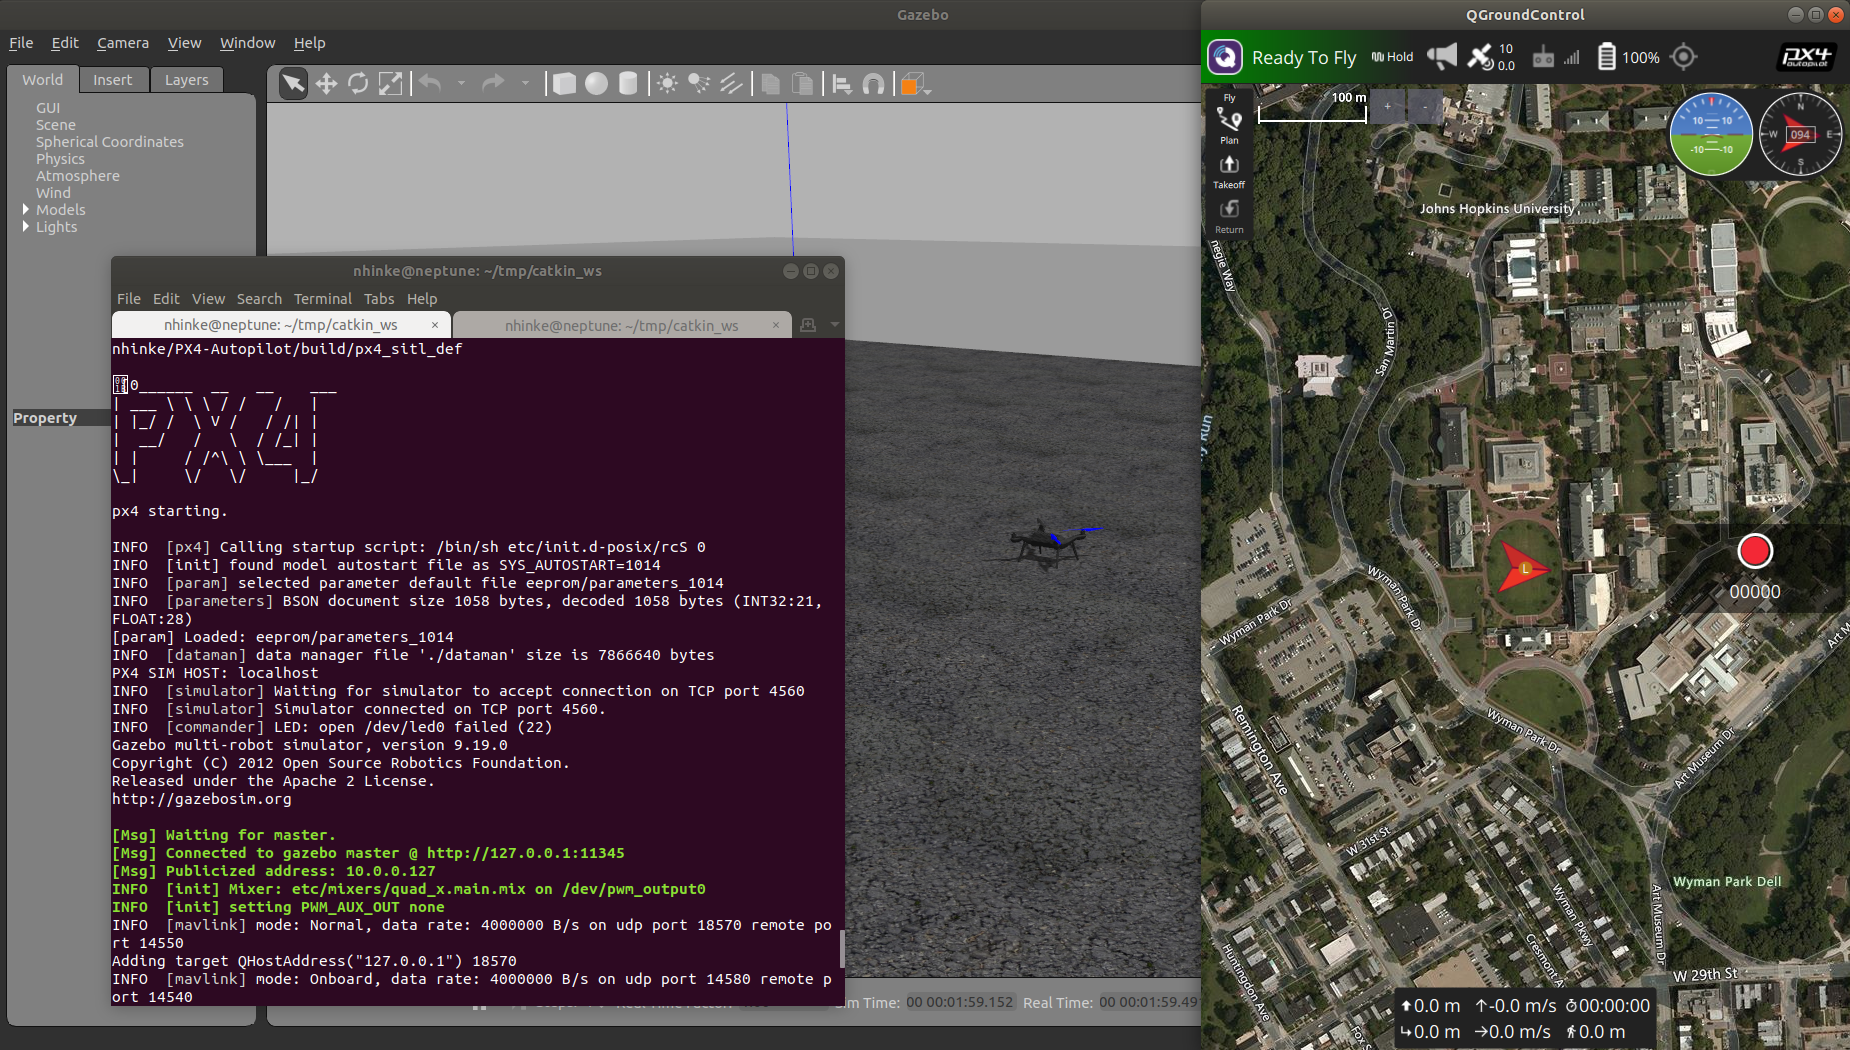 Gazebo
File Edit Camera View Window Help
World Insert Layers
GUI
Scene
Spherical Coordinates
Physics
Atmosphere
Wind
Models
Lights
Property
nhinke@neptune: ~/tmp/catkin_ws
File Edit View Search Terminal Tabs Help
nhinke@neptune: ~/tmp/catkin_ws × nhinke@neptune: ~/tmp/catkin_ws ×
nhinke/PX4-Autopilot/build/px4_sitl_def
0______  __   __    ___
| ___ \ \ \ / /   /   |
| |_/ /  \ V /   / /| |
|  __/   /   \  / /_| |
| |     / /^\ \ \___  |
\_|     \/   \/     |_/
px4 starting.
INFO  [px4] Calling startup script: /bin/sh etc/init.d-posix/rcS 0
INFO  [init] found model autostart file as SYS_AUTOSTART=1014
INFO  [param] selected parameter default file eeprom/parameters_1014
INFO  [parameters] BSON document size 1058 bytes, decoded 1058 bytes (INT32:21,
FLOAT:28)
[param] Loaded: eeprom/parameters_1014
INFO  [dataman] data manager file './dataman' size is 7866640 bytes
PX4 SIM HOST: localhost
INFO  [simulator] Waiting for simulator to accept connection on TCP port 4560
INFO  [simulator] Simulator connected on TCP port 4560.
INFO  [commander] LED: open /dev/led0 failed (22)
Gazebo multi-robot simulator, version 9.19.0
Copyright (C) 2012 Open Source Robotics Foundation.
Released under the Apache 2 License.
http://gazebosim.org
[Msg] Waiting for master.
[Msg] Connected to gazebo master @ http://127.0.0.1:11345
[Msg] Publicized address: 10.0.0.127
INFO  [init] Mixer: etc/mixers/quad_x.main.mix on /dev/pwm_output0
INFO  [init] setting PWM_AUX_OUT none
INFO  [mavlink] mode: Normal, data rate: 4000000 B/s on udp port 18570 remote po
rt 14550
Adding target QHostAddress("127.0.0.1") 18570
INFO  [mavlink] mode: Onboard, data rate: 4000000 B/s on udp port 14580 remote p
ort 14540
im Time: 00 00:01:59.152 Real Time: 00 00:01:59.49
QGroundControl
Ready To Fly Hold 10 0.0 100% px4 autopilot
Fly
Plan
Takeoff
Return
100 m + -
10 10
-10 -10
N
W 094 E
S
Johns Hopkins University
negie Way
San Martin Dr
y Run
L
00000
Wyman Park Dr
Wyman Park Dr
Art M
Remington Ave
Wyman Park Dr
Art Museum Dr
W 31st St
Wyman Park Dell
Art Museum Dr
Wyman Pkwy
Cresmont A
Huntingdon Ave
W 29th St
Fox S
0.0 m -0.0 m/s 00:00:00
0.0 m 0.0 m/s 0.0 m